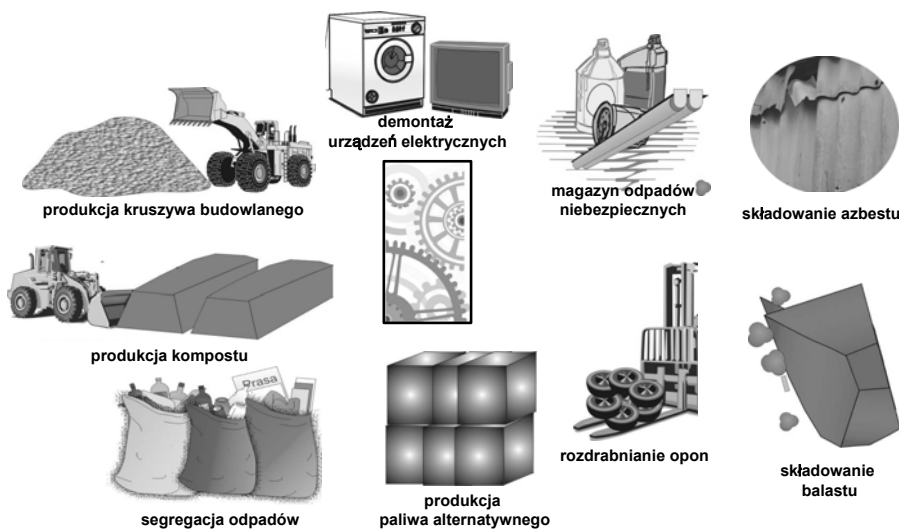 demontaż
urządzeń elektrycznych
produkcja kruszywa budowlanego
magazyn odpadów
niebezpiecznych
składowanie azbestu
produkcja kompostu
Prasa
segregacja odpadów
produkcja
paliwa alternatywnego
rozdrabnianie opon
składowanie
balastu